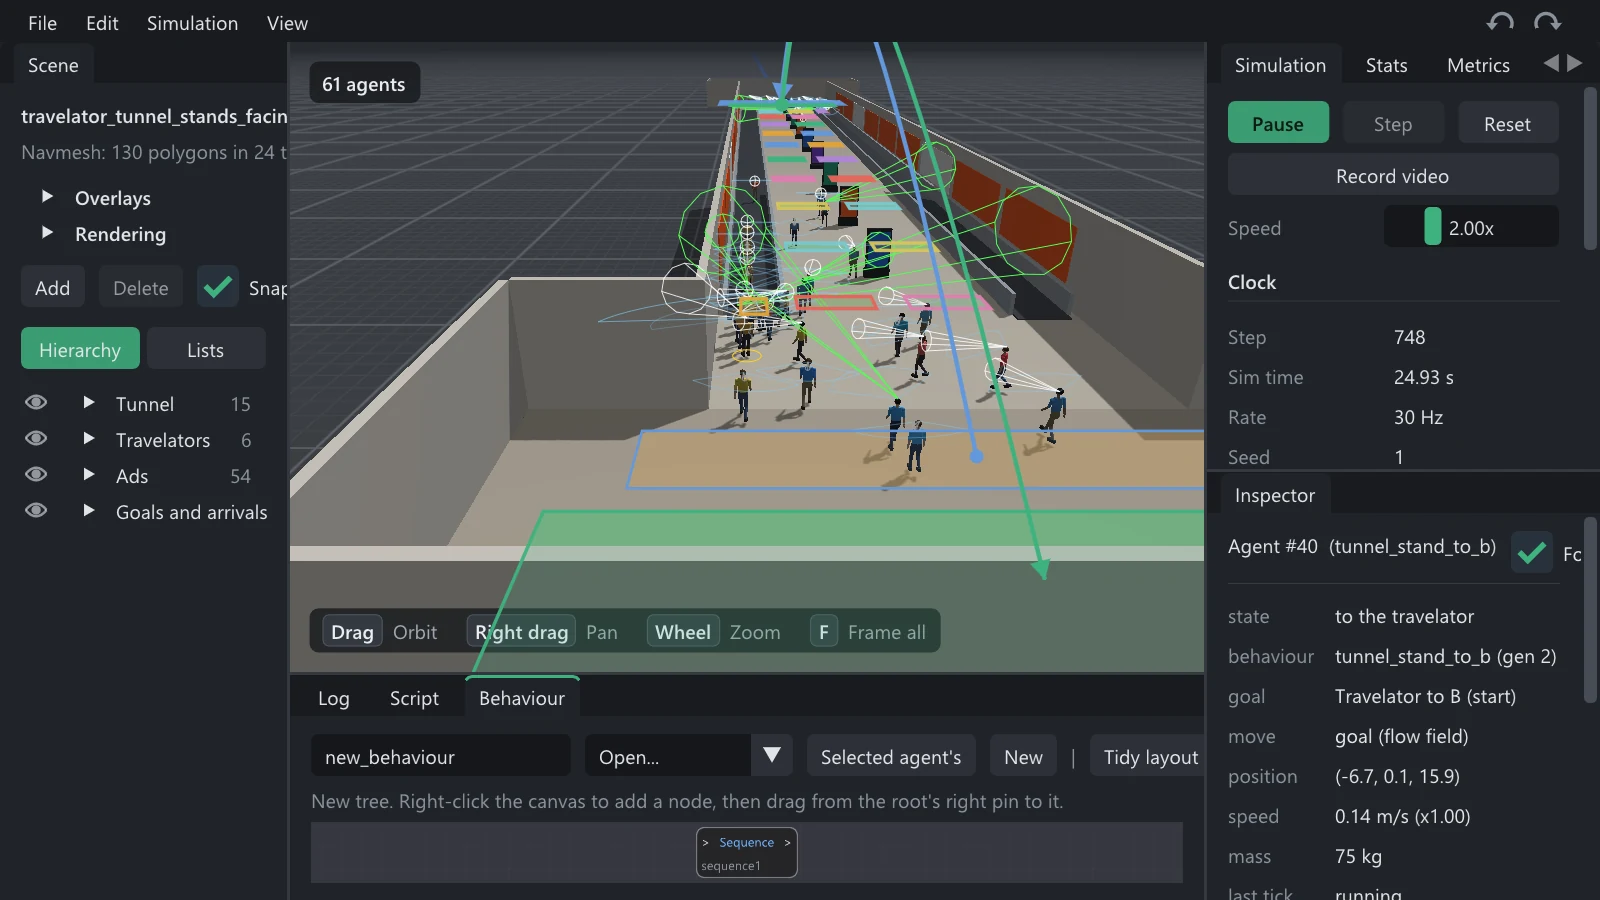 File Edit Simulation View
Scene
travelator_tunnel_stands_facin
Navmesh: 130 polygons in 24 t
Overlays
Rendering
Add Delete Snap
Hierarchy Lists
Tunnel 15
Travelators 6
Ads 54
Goals and arrivals
61 agents
Drag Orbit Right drag Pan Wheel Zoom F Frame all
Log Script Behaviour
new_behaviour Open... Selected agent's New | Tidy layout
New tree. Right-click the canvas to add a node, then drag from the root's right pin to it.
> Sequence >
sequence1
Simulation Stats Metrics
Pause Step Reset
Record video
Speed 2.00x
Clock
Step 748
Sim time 24.93 s
Rate 30 Hz
Seed 1
Inspector
Agent #40 (tunnel_stand_to_b) Fc
state to the travelator
behaviour tunnel_stand_to_b (gen 2)
goal Travelator to B (start)
move goal (flow field)
position (-6.7, 0.1, 15.9)
speed 0.14 m/s (x1.00)
mass 75 kg
last tick running